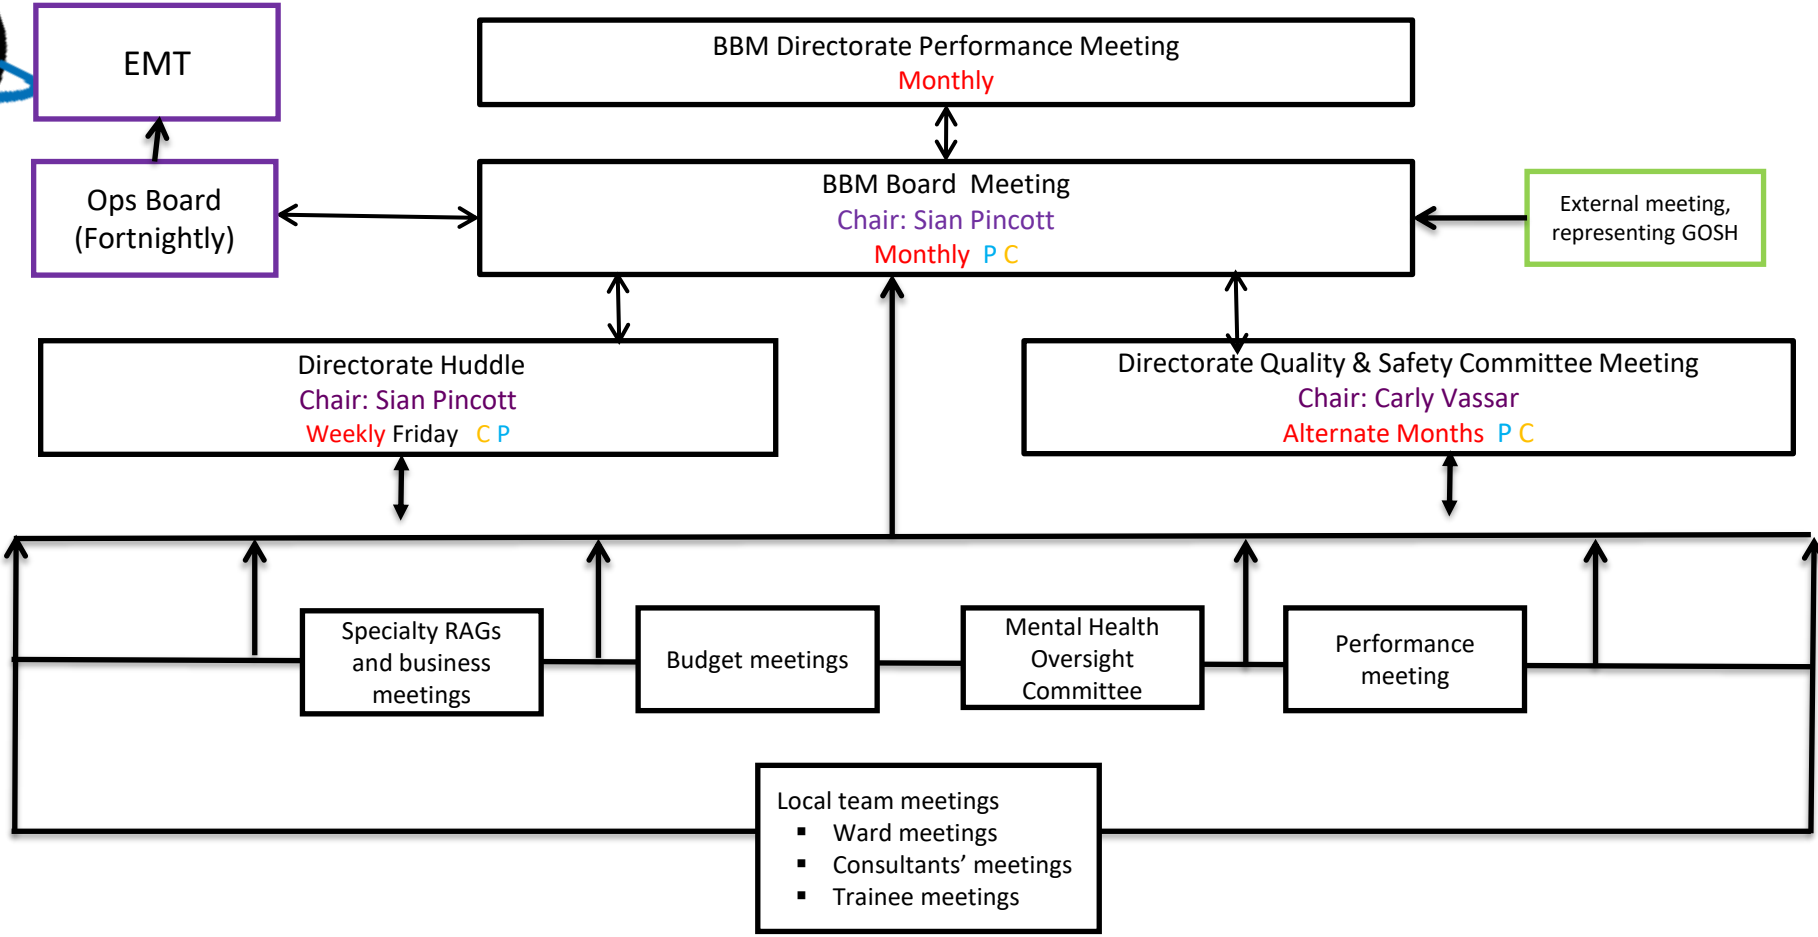 EMT
BBM Directorate Performance Meeting
Monthly
Ops Board
(Fortnightly)
BBM Board Meeting
Chair: Sian Pincott
Monthly P C
External meeting,
representing GOSH
Directorate Huddle
Chair: Sian Pincott
Weekly Friday C P
Directorate Quality & Safety Committee Meeting
Chair: Carly Vassar
Alternate Months P C
Specialty RAGs
and business
meetings
Budget meetings
Mental Health
Oversight
Committee
Performance
meeting
Local team meetings
▪ Ward meetings
▪ Consultants’ meetings
▪ Trainee meetings